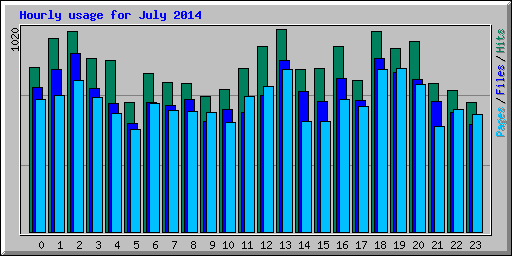 Hourly usage for July 2014
1020
Pages/Files/Hits
0 1 2 3 4 5 6 7 8 9 10 11 12 13 14 15 16 17 18 19 20 21 22 23